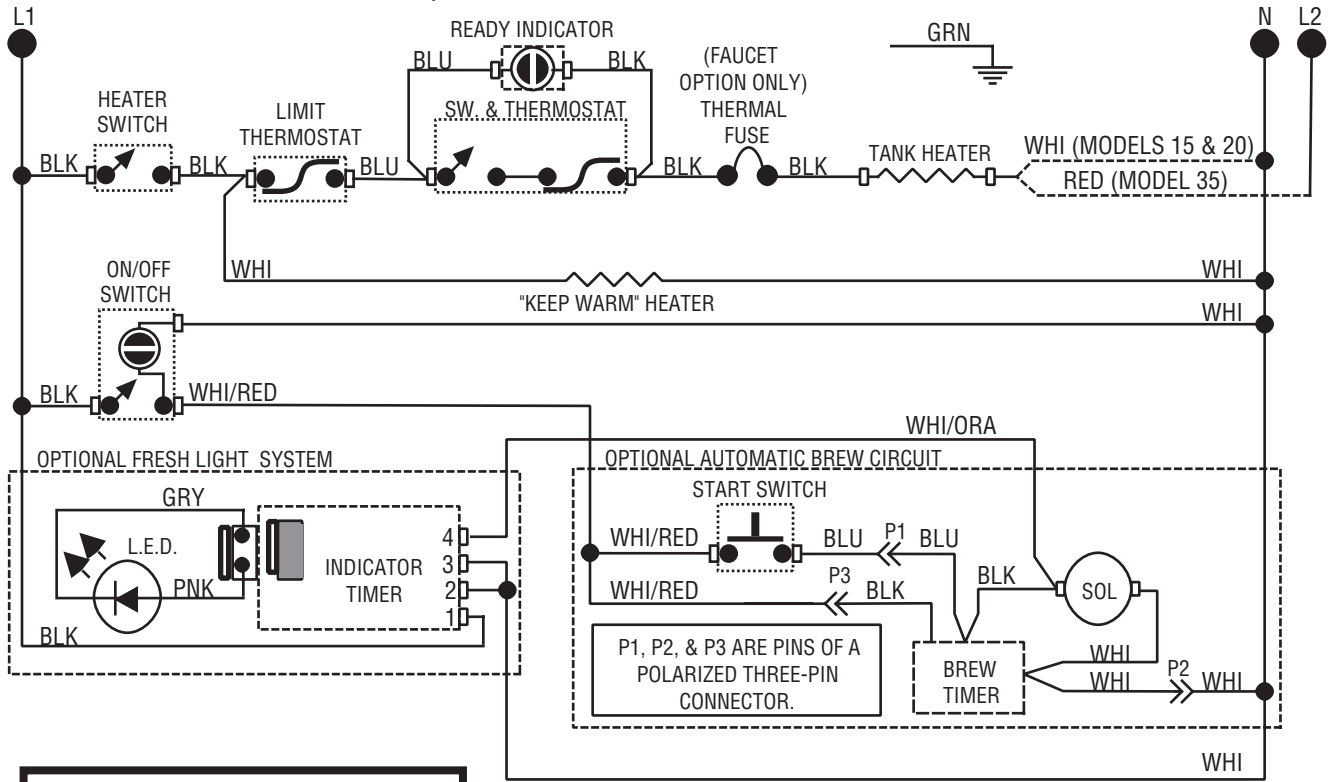 L1
N L2
READY INDICATOR
GRN
BLU
BLK
(FAUCET
OPTION ONLY)
THERMAL
FUSE
HEATER
SWITCH
LIMIT
THERMOSTAT
SW. & THERMOSTAT
BLK
BLK
BLU
BLK
BLK
TANK HEATER
WHI (MODELS 15 & 20)
RED (MODEL 35)
WHI
"KEEP WARM" HEATER
WHI
ON/OFF
SWITCH
WHI
BLK
WHI/RED
WHI/ORA
OPTIONAL FRESH LIGHT SYSTEM
GRY
L.E.D.
PNK
BLK
INDICATOR
TIMER
4
3
2
1
OPTIONAL AUTOMATIC BREW CIRCUIT
START SWITCH
WHI/RED
BLU
P1
BLU
WHI/RED
P3
BLK
BLK
SOL
P1, P2, & P3 ARE PINS OF A
POLARIZED THREE-PIN
CONNECTOR.
BREW
TIMER
WHI
WHI
P2
WHI
WHI